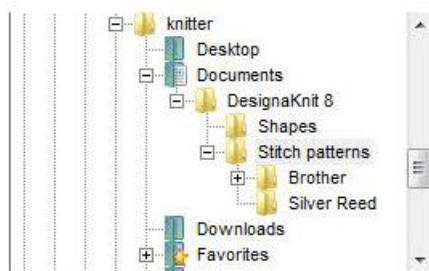 knitter
Desktop
Documents
DesignaKnit 8
Shapes
Stitch patterns
Brother
Silver Reed
Downloads
Favorites